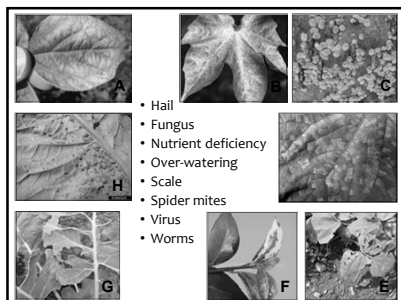 A
B
C
• Hail
• Fungus
• Nutrient deficiency
• Over-watering
• Scale
• Spider mites
• Virus
• Worms
H
G
F
E